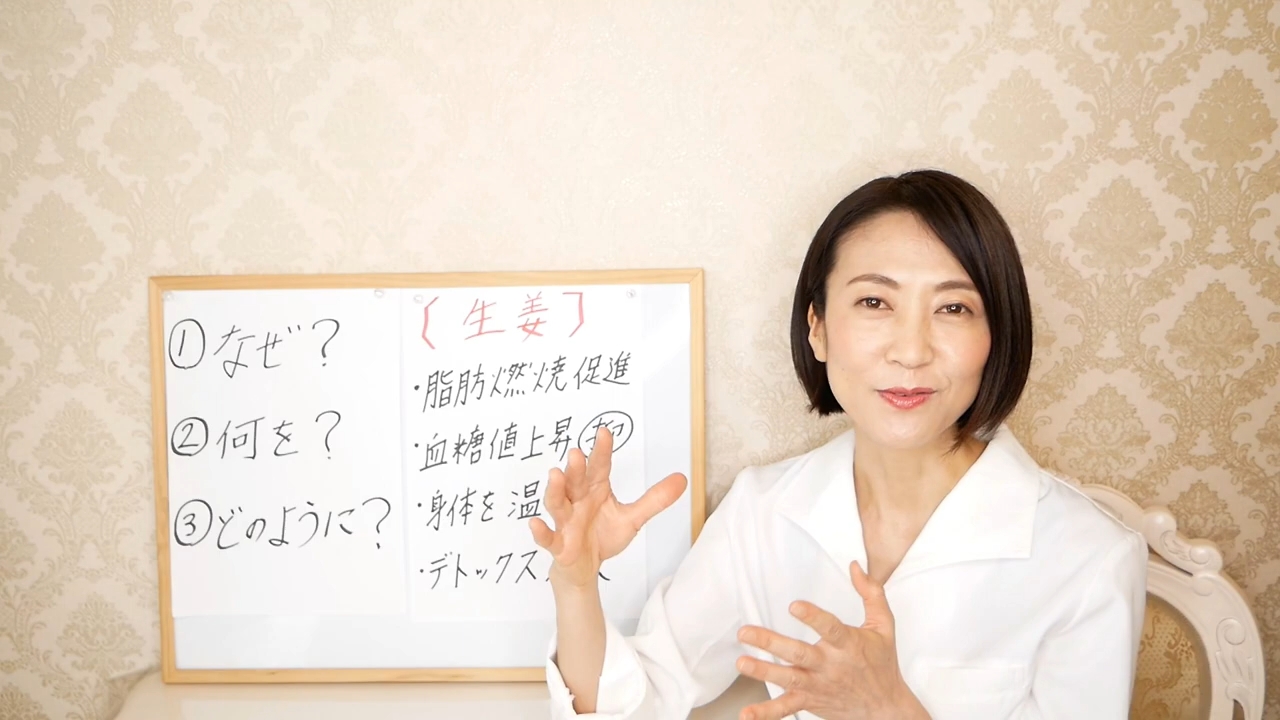 ① なぜ?
② 何を?
③ どのように?
[生姜]
・脂肪燃焼促進
・血糖値上昇抑
・身体を温
・デトックス